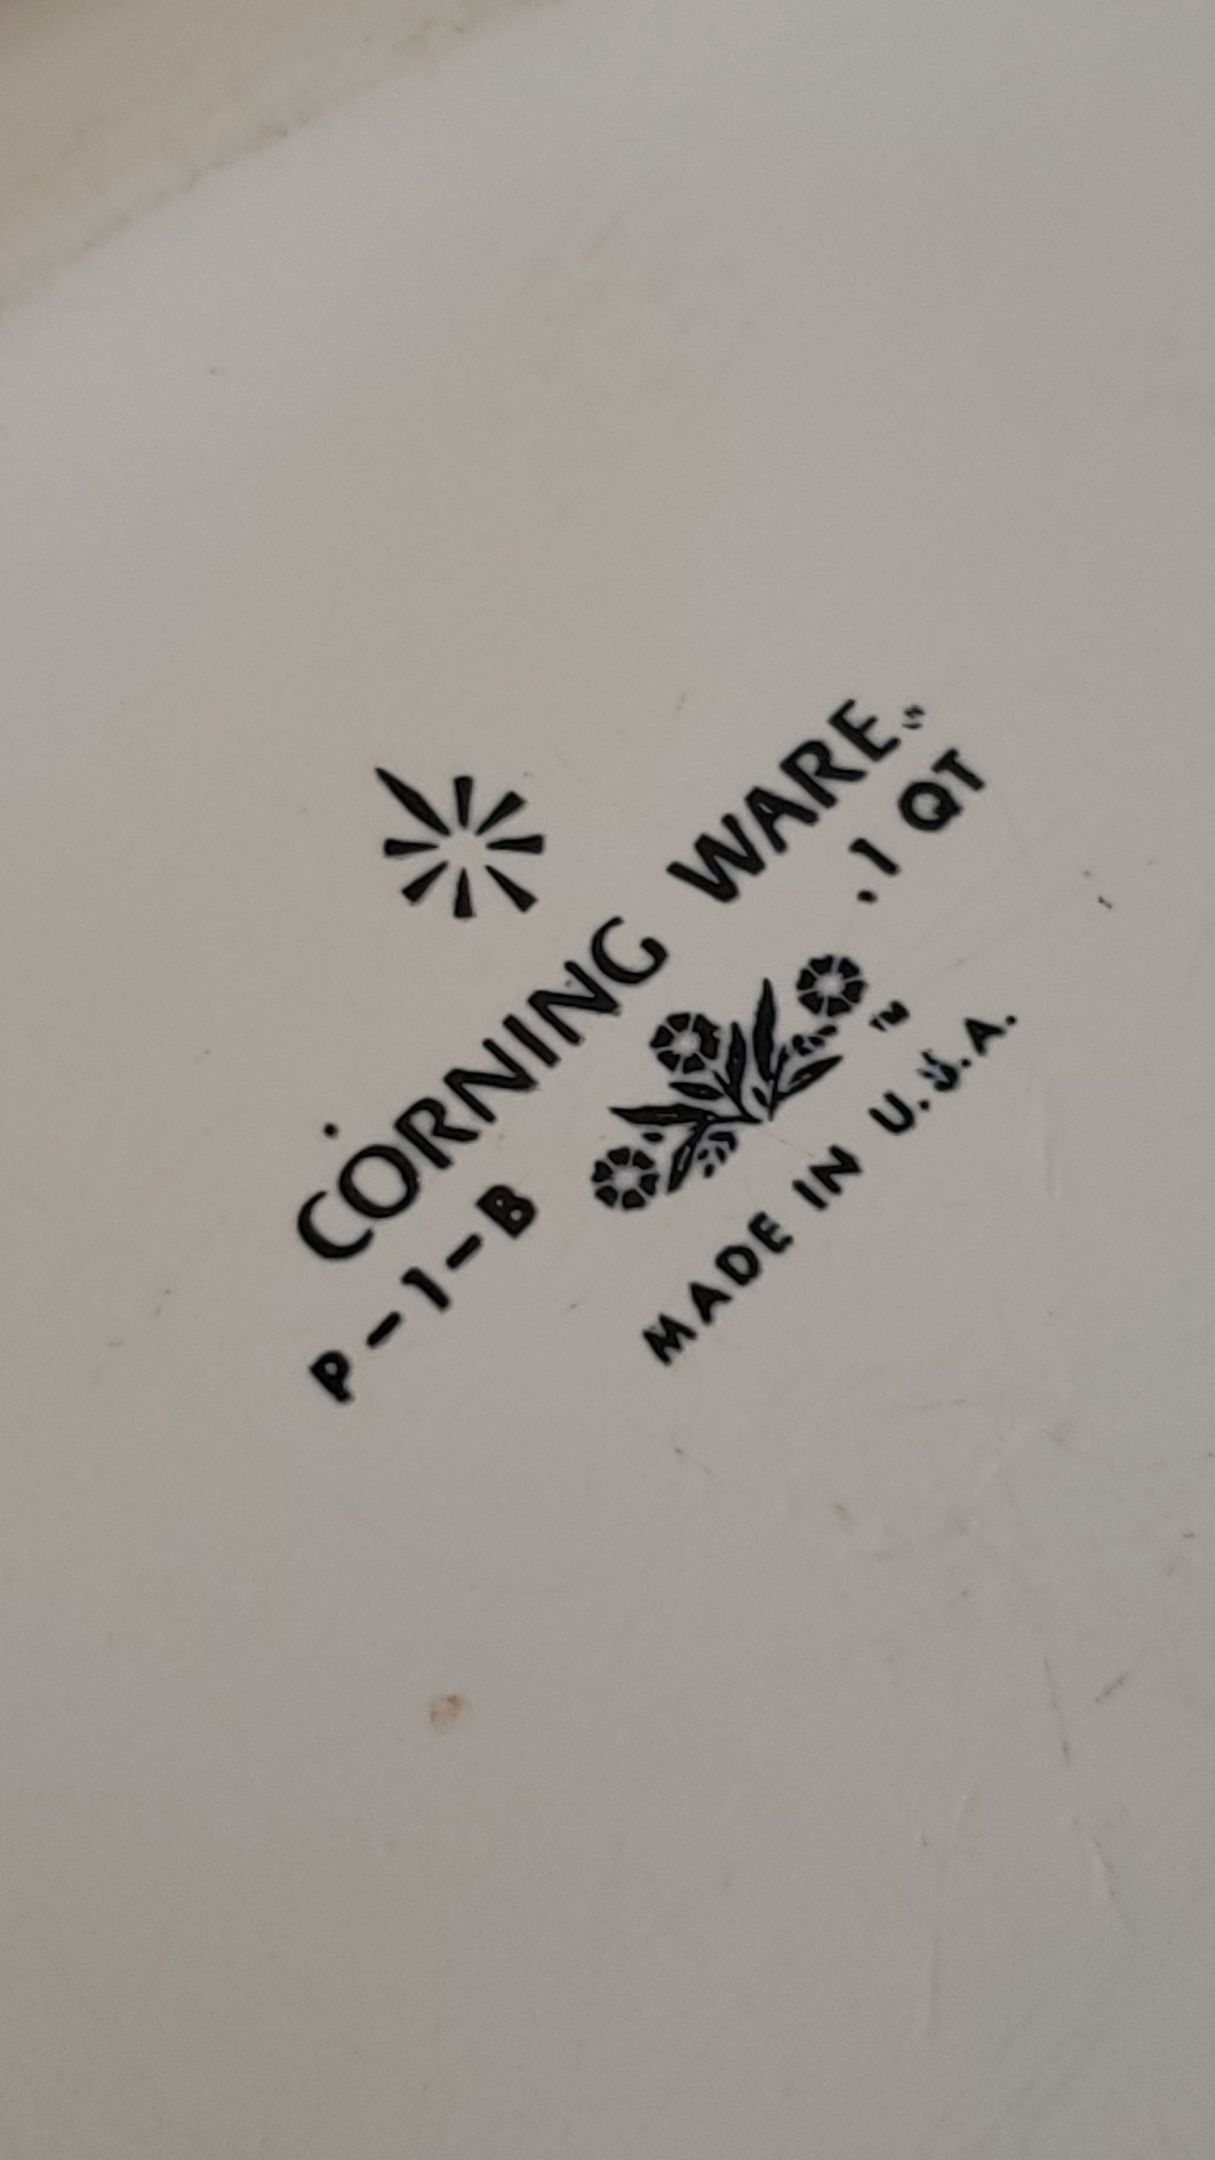 CORNING WARE®
P-1-B 1 QT
TM
MADE IN U.S.A.